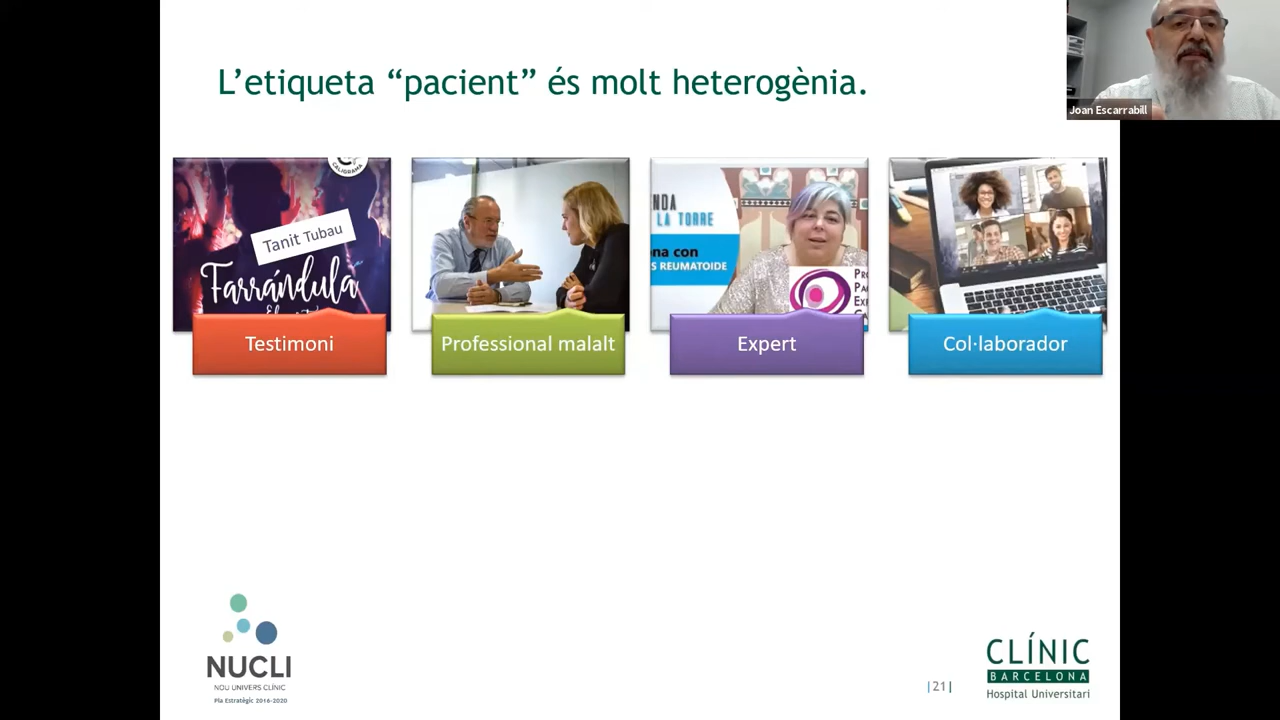 L'etiqueta “pacient” és molt heterogènia.
Joan Escarrabill
CALIGRAMA
Tanit Tubau
Farrándula
Testimoni
Professional malalt
NDA
LA TORRE
na con
S REUMATOIDE
Expert
Col·laborador
NUCLI
NOU UNIVERS CLÍNIC
Pla Estratègic 2016-2020
|21|
CLÍNIC
BARCELONA
Hospital Universitari